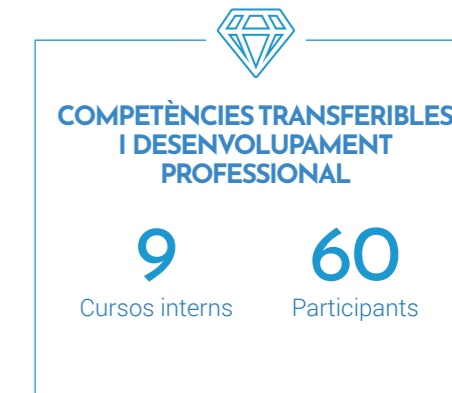 COMPETÈNCIES TRANSFERIBLES
I DESENVOLUPAMENT
PROFESSIONAL
9
Cursos interns
60
Participants